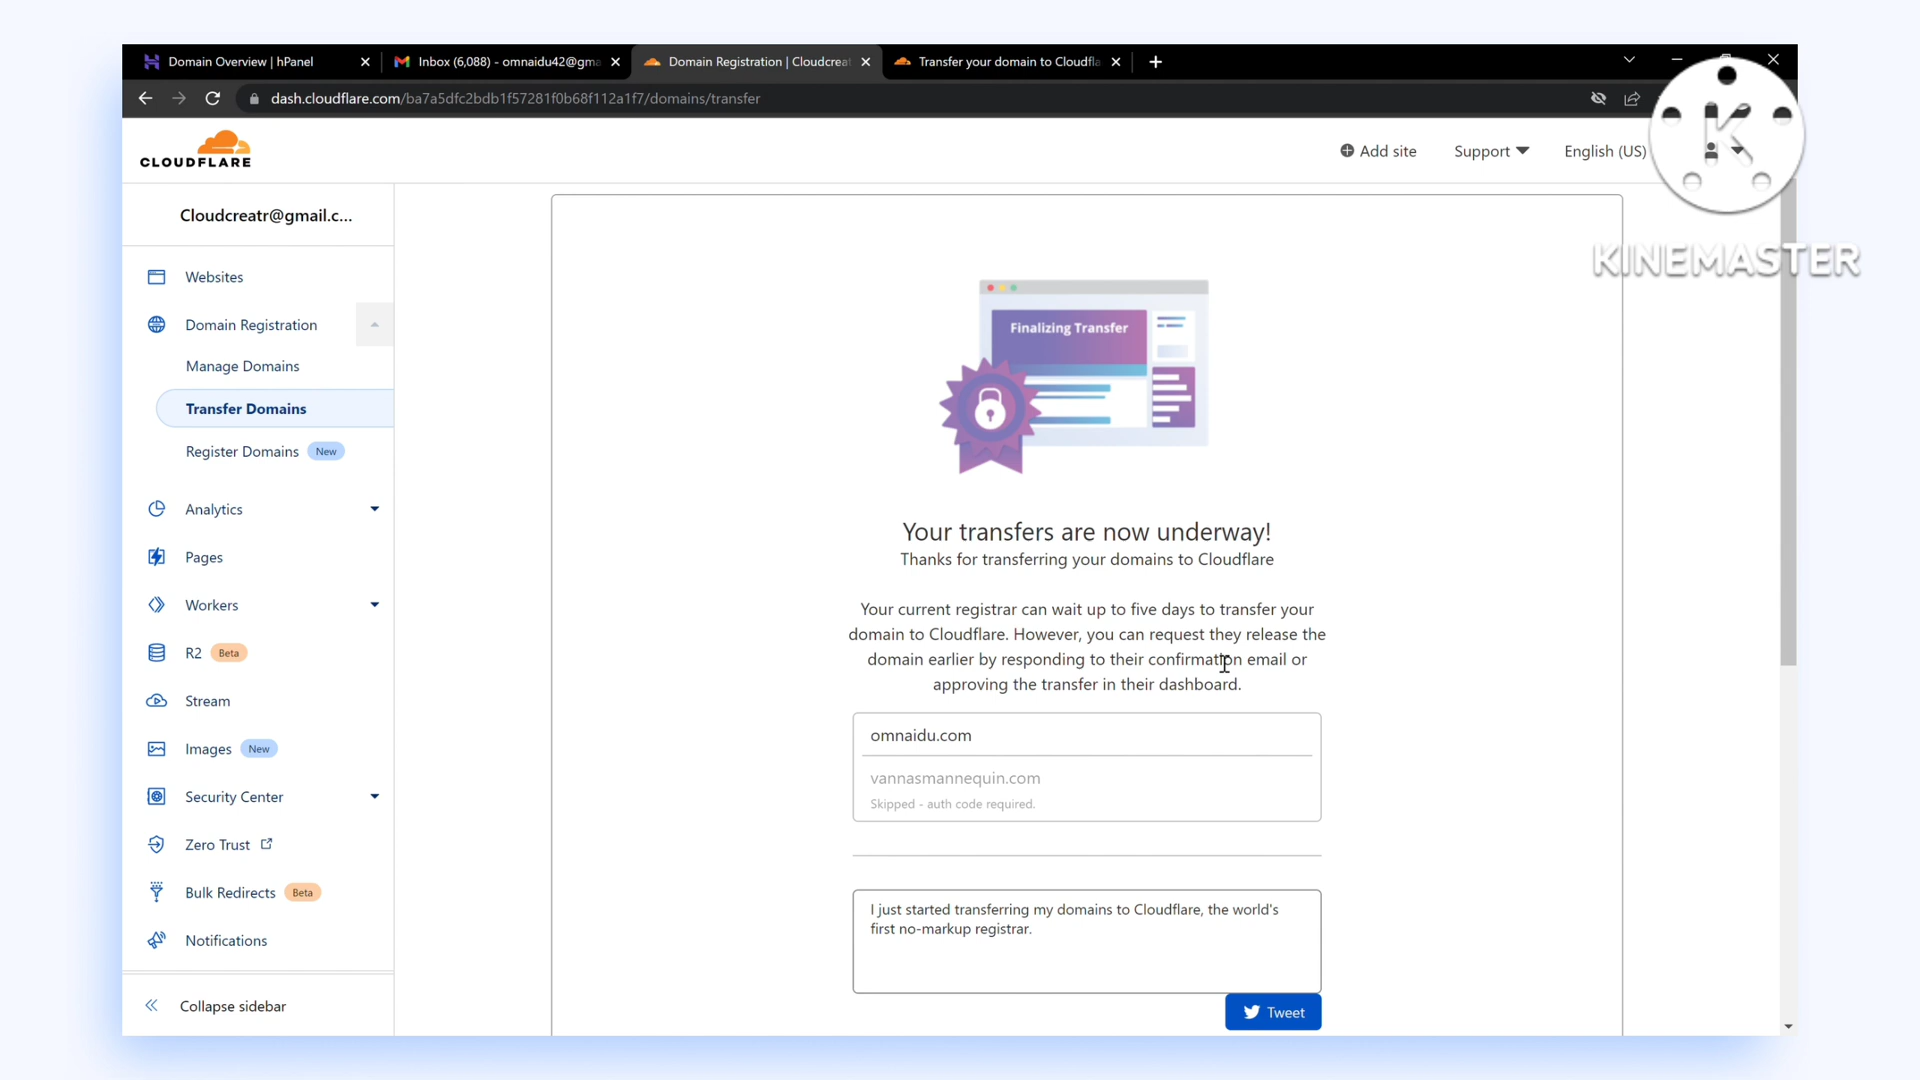 Domain Overview | hPanel
Inbox (6,088) - omnaidu42@gma
Domain Registration | Cloudcreat
Transfer your domain to Cloudfla
dash.cloudflare.com/ba7a5dfc2bdb1f57281f0b68f112a1f7/domains/transfer
CLOUDFLARE
Add site
Support
English (US)
K
KINEMASTER
Cloudcreatr@gmail.c...
Websites
Domain Registration
Manage Domains
Transfer Domains
Register Domains New
Analytics
Pages
Workers
R2 Beta
Stream
Images New
Security Center
Zero Trust
Bulk Redirects Beta
Notifications
Collapse sidebar
Finalizing Transfer
Your transfers are now underway!
Thanks for transferring your domains to Cloudflare
Your current registrar can wait up to five days to transfer your
domain to Cloudflare. However, you can request they release the
domain earlier by responding to their confirmation email or
approving the transfer in their dashboard.
omnaidu.com
vannasmannequin.com
Skipped - auth code required.
I just started transferring my domains to Cloudflare, the world's
first no-markup registrar.
Tweet